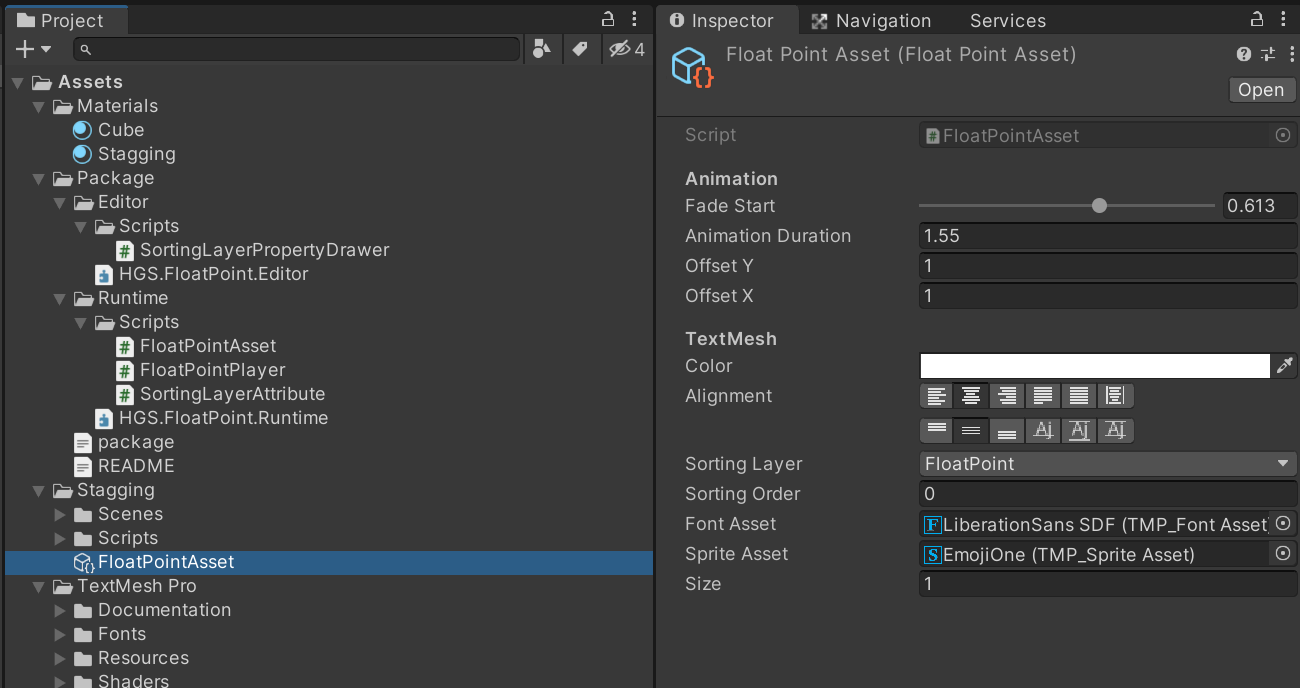 Project
4
Assets
Materials
Cube
Stagging
Package
Editor
Scripts
SortingLayerPropertyDrawer
HGS.FloatPoint.Editor
Runtime
Scripts
FloatPointAsset
FloatPointPlayer
SortingLayerAttribute
HGS.FloatPoint.Runtime
package
README
Stagging
Scenes
Scripts
FloatPointAsset
TextMesh Pro
Documentation
Fonts
Resources
Shaders
Inspector Navigation Services
Float Point Asset (Float Point Asset)
Open
Script FloatPointAsset
Animation
Fade Start 0.613
Animation Duration 1.55
Offset Y 1
Offset X 1
TextMesh
Color
Alignment
Sorting Layer FloatPoint
Sorting Order 0
Font Asset LiberationSans SDF (TMP_Font Asset)
Sprite Asset EmojiOne (TMP_Sprite Asset)
Size 1